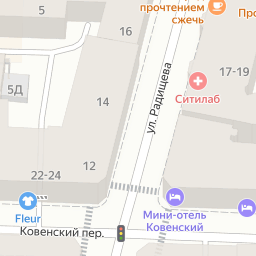 прочтением
сжечь
5
16
Пр
17-19
5Д
14
Ситилаб
ул. Радищева
12
22-24
Fleur
Мини-отель
Ковенский
Ковенский пер.